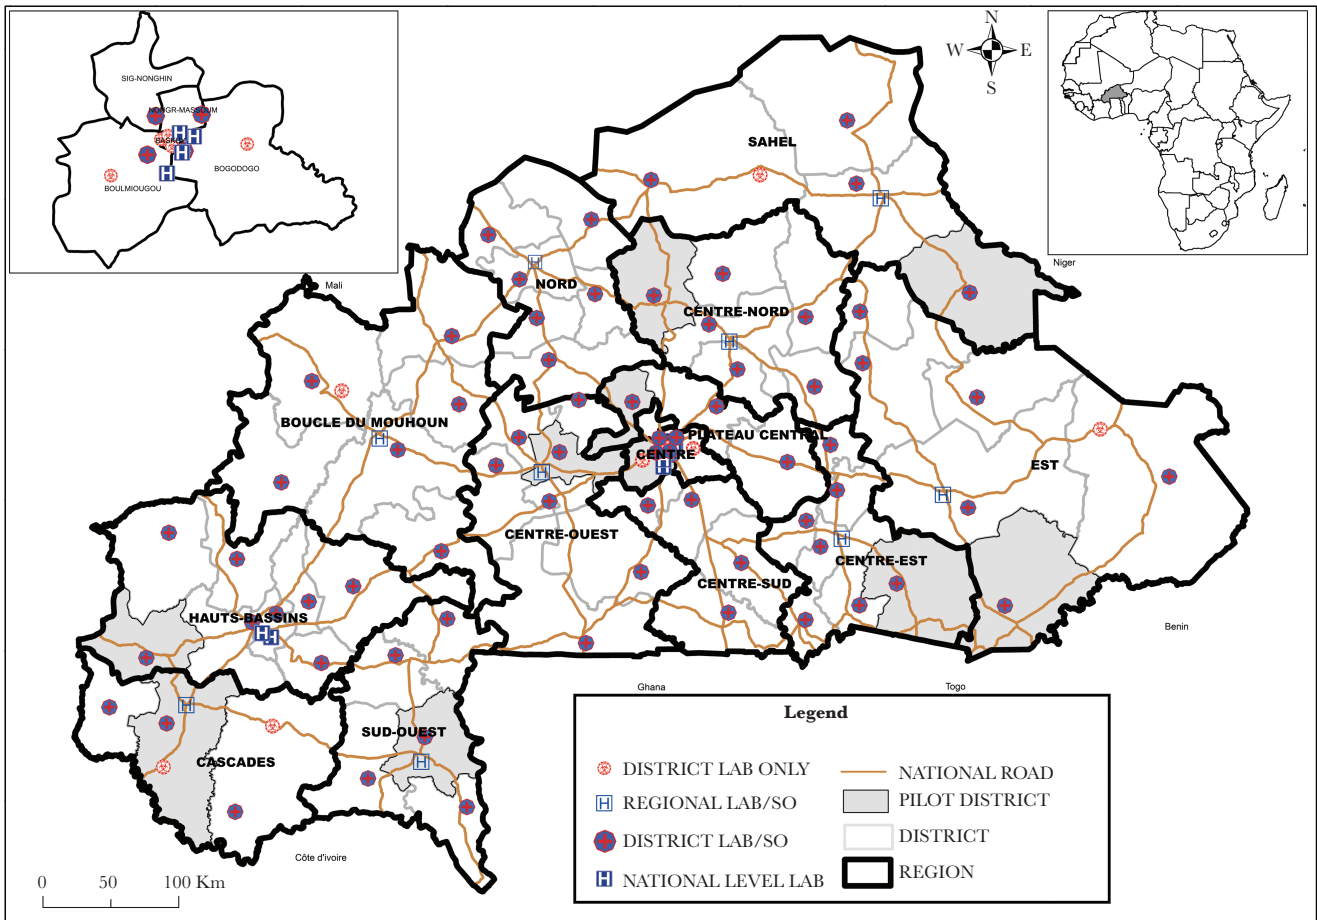 N
W E
S
SIG-NONGHIN
NONGR-MASSOUM
BOGODOGO
BOULMIOUGOU
SAHEL
Niger
Mali
NORD
CENTRE-NORD
BOUCLE DU MOUHOUN
PLATEAU CENTRAL
CENTRE
EST
CENTRE-OUEST
CENTRE-EST
CENTRE-SUD
HAUTS-BASSINS
Benin
Ghana
Togo
SUD-OUEST
CASCADES
Côte d'ivoire
0 50 100 Km
Legend
DISTRICT LAB ONLY
REGIONAL LAB/SO
DISTRICT LAB/SO
NATIONAL LEVEL LAB
NATIONAL ROAD
PILOT DISTRICT
DISTRICT
REGION